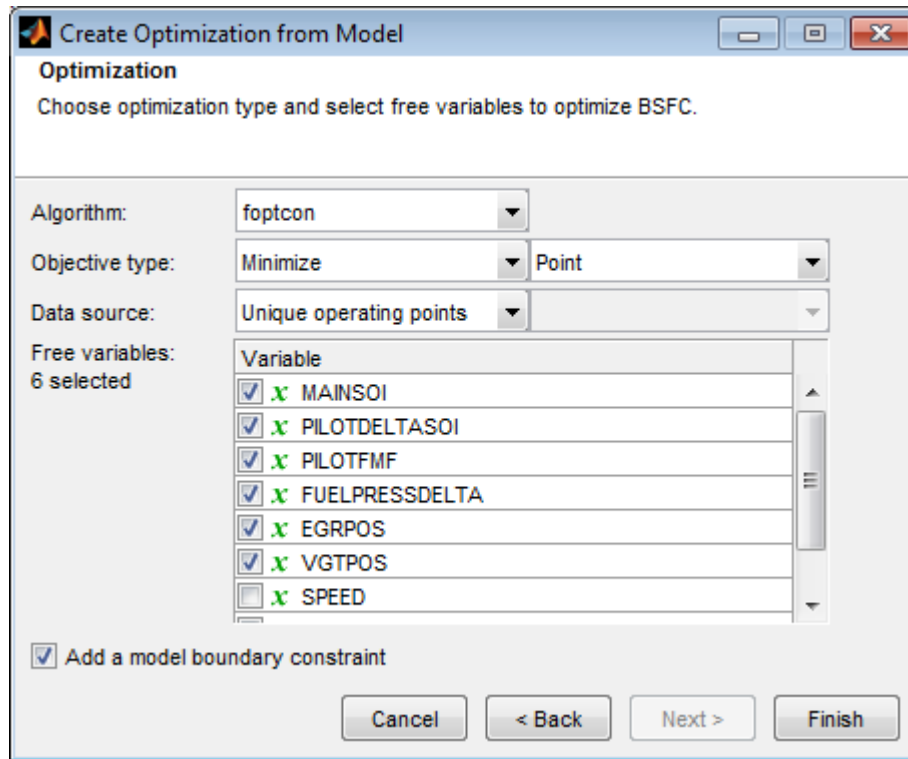 Create Optimization from Model
Optimization
Choose optimization type and select free variables to optimize BSFC.
Algorithm: foptcon
Objective type: Minimize Point
Data source: Unique operating points
Free variables: Variable
6 selected
x MAINSOI
x PILOTDELTASOI
x PILOTFMF
x FUELPRESSDELTA
x EGRPOS
x VGTPOS
x SPEED
Add a model boundary constraint
Cancel < Back Next > Finish